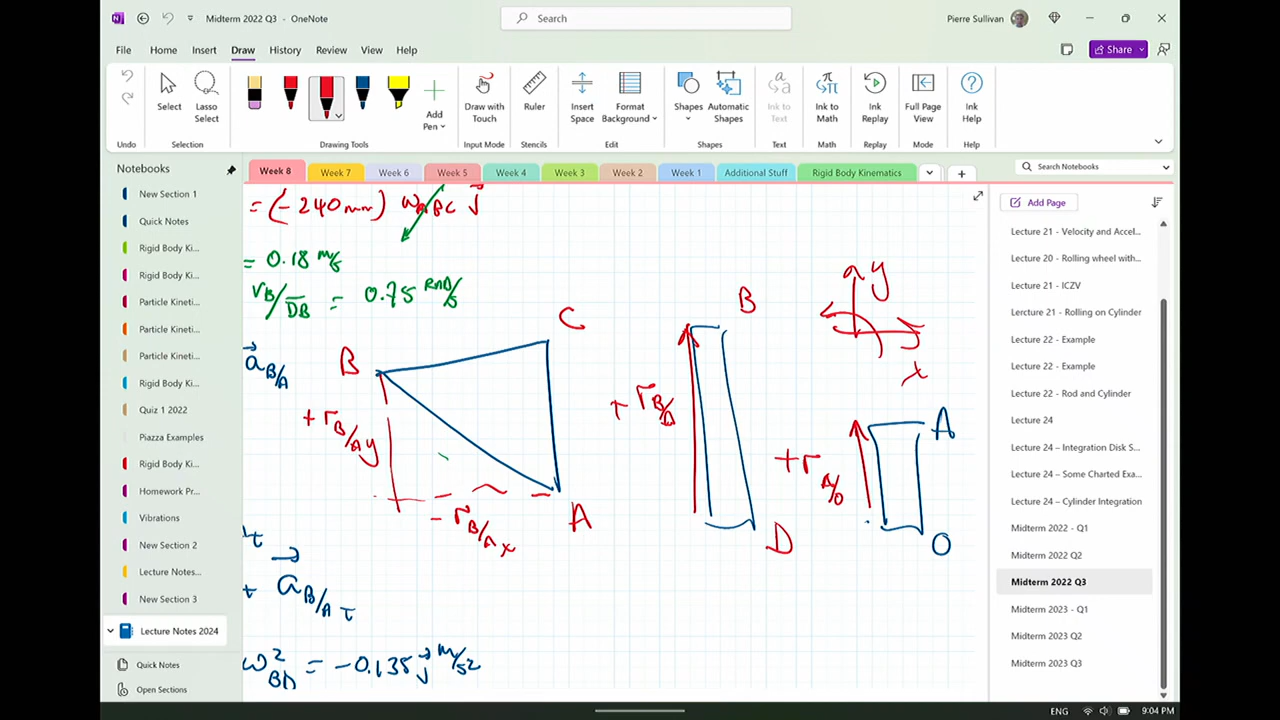 Midterm 2022 Q3 - OneNote
Search
Pierre Sullivan
File Home Insert Draw History Review View Help
Share
Undo
Select
Lasso Select
Add Pen
Draw with Touch
Ruler
Insert Space
Format Background
Shapes
Automatic Shapes
Ink to Text
Ink to Math
Ink Replay
Full Page View
Ink Help
Undo Selection Drawing Tools Input Mode Stencils Edit Shapes Text Math Replay Mode Help
Notebooks
Week 8 Week 7 Week 6 Week 5 Week 4 Week 3 Week 2 Week 1 Additional Stuff Rigid Body Kinematics
Search Notebooks
New Section 1
Quick Notes
Rigid Body Ki...
Rigid Body Ki...
Particle Kineti...
Particle Kineti...
Particle Kineti...
Rigid Body Ki...
Quiz 1 2022
Piazza Examples
Rigid Body Ki...
Homework Pr...
Vibrations
New Section 2
Lecture Notes...
New Section 3
Lecture Notes 2024
Quick Notes
Open Sections
= (-240mm) ωABC j
= 0.18 m/s
VB/DB = 0.75 RAD/s
aB/A
B
C
A
+ rB/Ay
- rB/Ax
B
+ rB/D
D
y
x
A
+ rA/O
O
+ aB/A τ
ω²BD = -0.135 j m/s2
Add Page
Lecture 21 - Velocity and Accel...
Lecture 20 - Rolling wheel with...
Lecture 21 - ICZV
Lercture 21 - Rolling on Cylinder
Lecture 22 - Example
Lecture 22 - Example
Lecture 22 - Rod and Cylinder
Lecture 24
Lecture 24 - Integration Disk S...
Lecture 24 - Some Charted Exa...
Lecture 24 - Cylinder Integration
Midterm 2022 - Q1
Midterm 2022 Q2
Midterm 2022 Q3
Midterm 2023 - Q1
Midterm 2023 Q2
Midterm 2023 Q3
ENG
9:04 PM